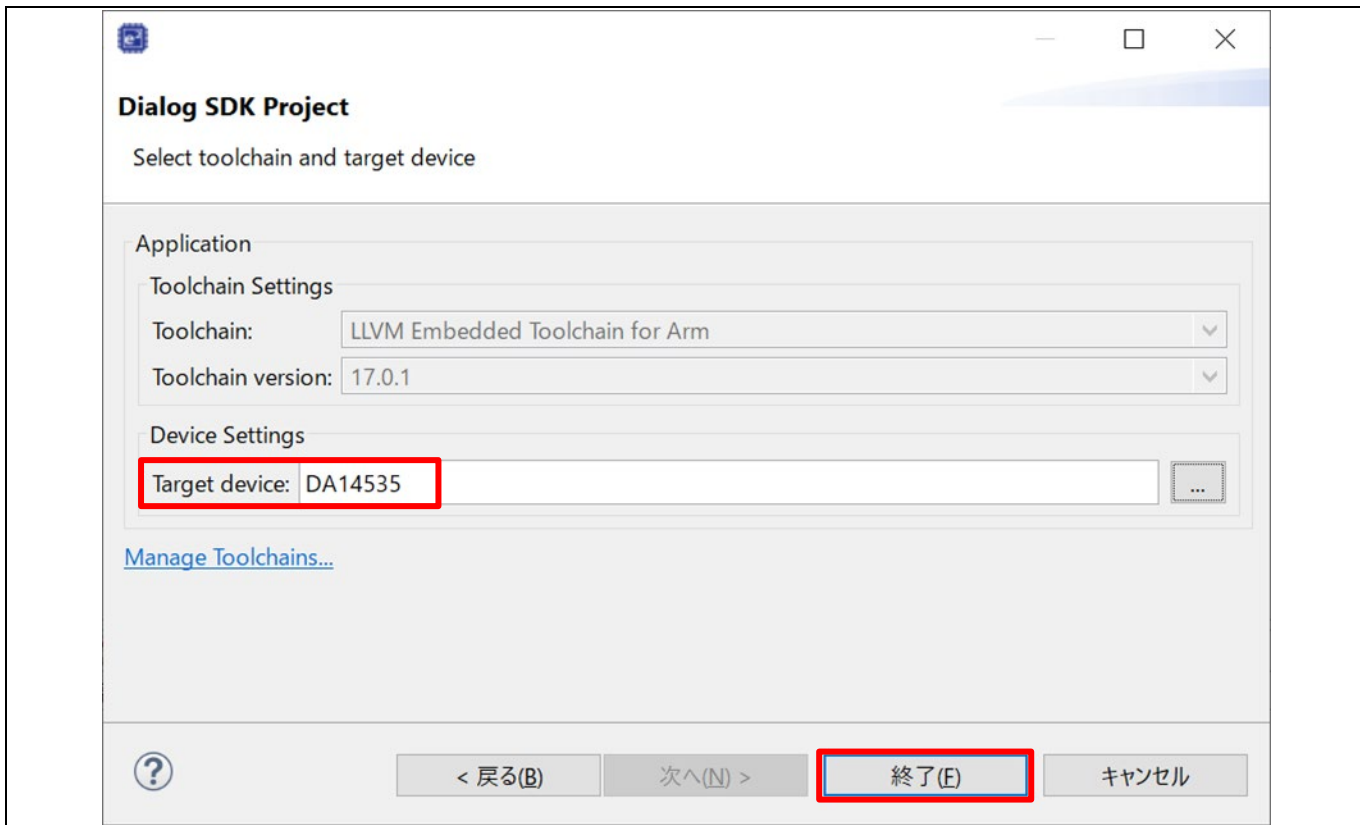 Dialog SDK Project
Select toolchain and target device
Application
Toolchain Settings
Toolchain: LLVM Embedded Toolchain for Arm
Toolchain version: 17.0.1
Device Settings
Target device: DA14535 ...
Manage Toolchains...
? < 戻る(B) 次へ(N) > 終了(F) キャンセル